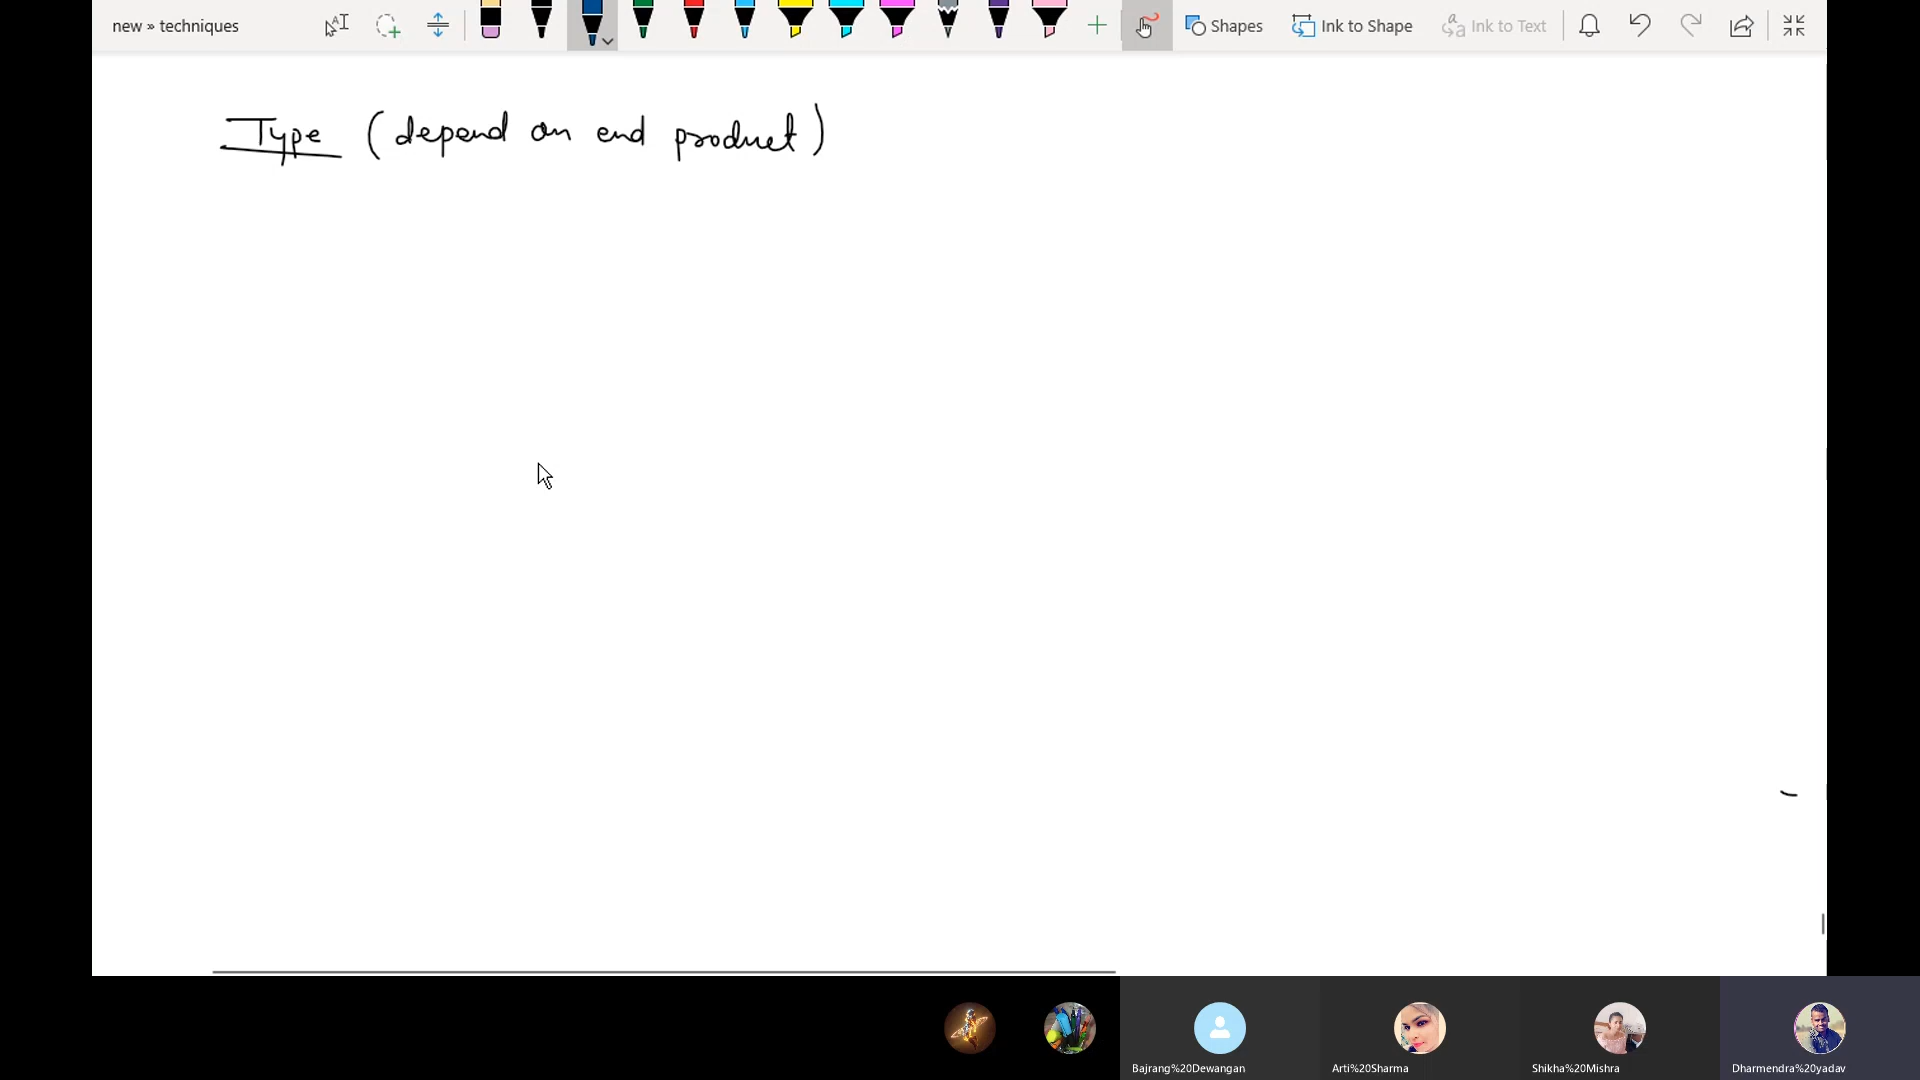 new » techniques
Shapes
Ink to Shape
Ink to Text
Type (depend on end product)
Bajrang%20Dewangan
Arti%20Sharma
Shikha%20Mishra
Dharmendra%20yadav